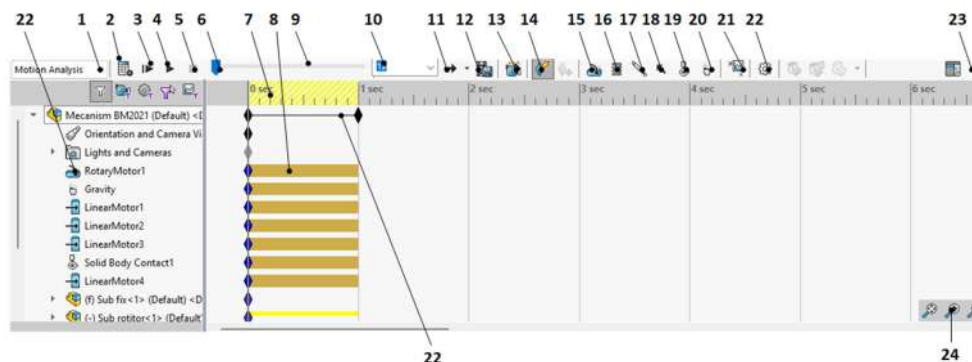 1 2 3 4 5 6 7 8 9 10 11 12 13 14 15 16 17 18 19 20 21 22 23
Motion Analysis
22
0 sec 1 sec 2 sec 3 sec 4 sec 5 sec 6 sec
Mecanism BM2021 (Default) <D
Orientation and Camera Vi
Lights and Cameras
RotaryMotor1
Gravity
LinearMotor1
LinearMotor2
LinearMotor3
Solid Body Contact1
LinearMotor4
(f) Sub fix<1> (Default) <D
(-) Sub rotitor<1> (Default)
22
24